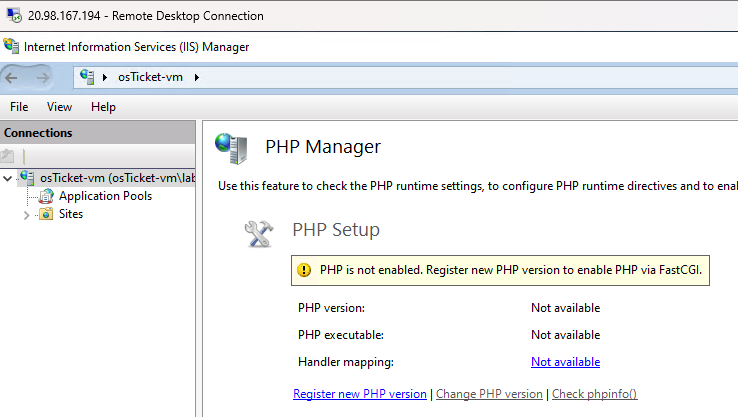 20.98.167.194 - Remote Desktop Connection
Internet Information Services (IIS) Manager
osTicket-vm
File View Help
Connections
osTicket-vm (osTicket-vm\lab
Application Pools
Sites
PHP Manager
Use this feature to check the PHP runtime settings, to configure PHP runtime directives and to enal
PHP Setup
PHP is not enabled. Register new PHP version to enable PHP via FastCGI.
PHP version: Not available
PHP executable: Not available
Handler mapping: Not available
Register new PHP version | Change PHP version | Check phpinfo()